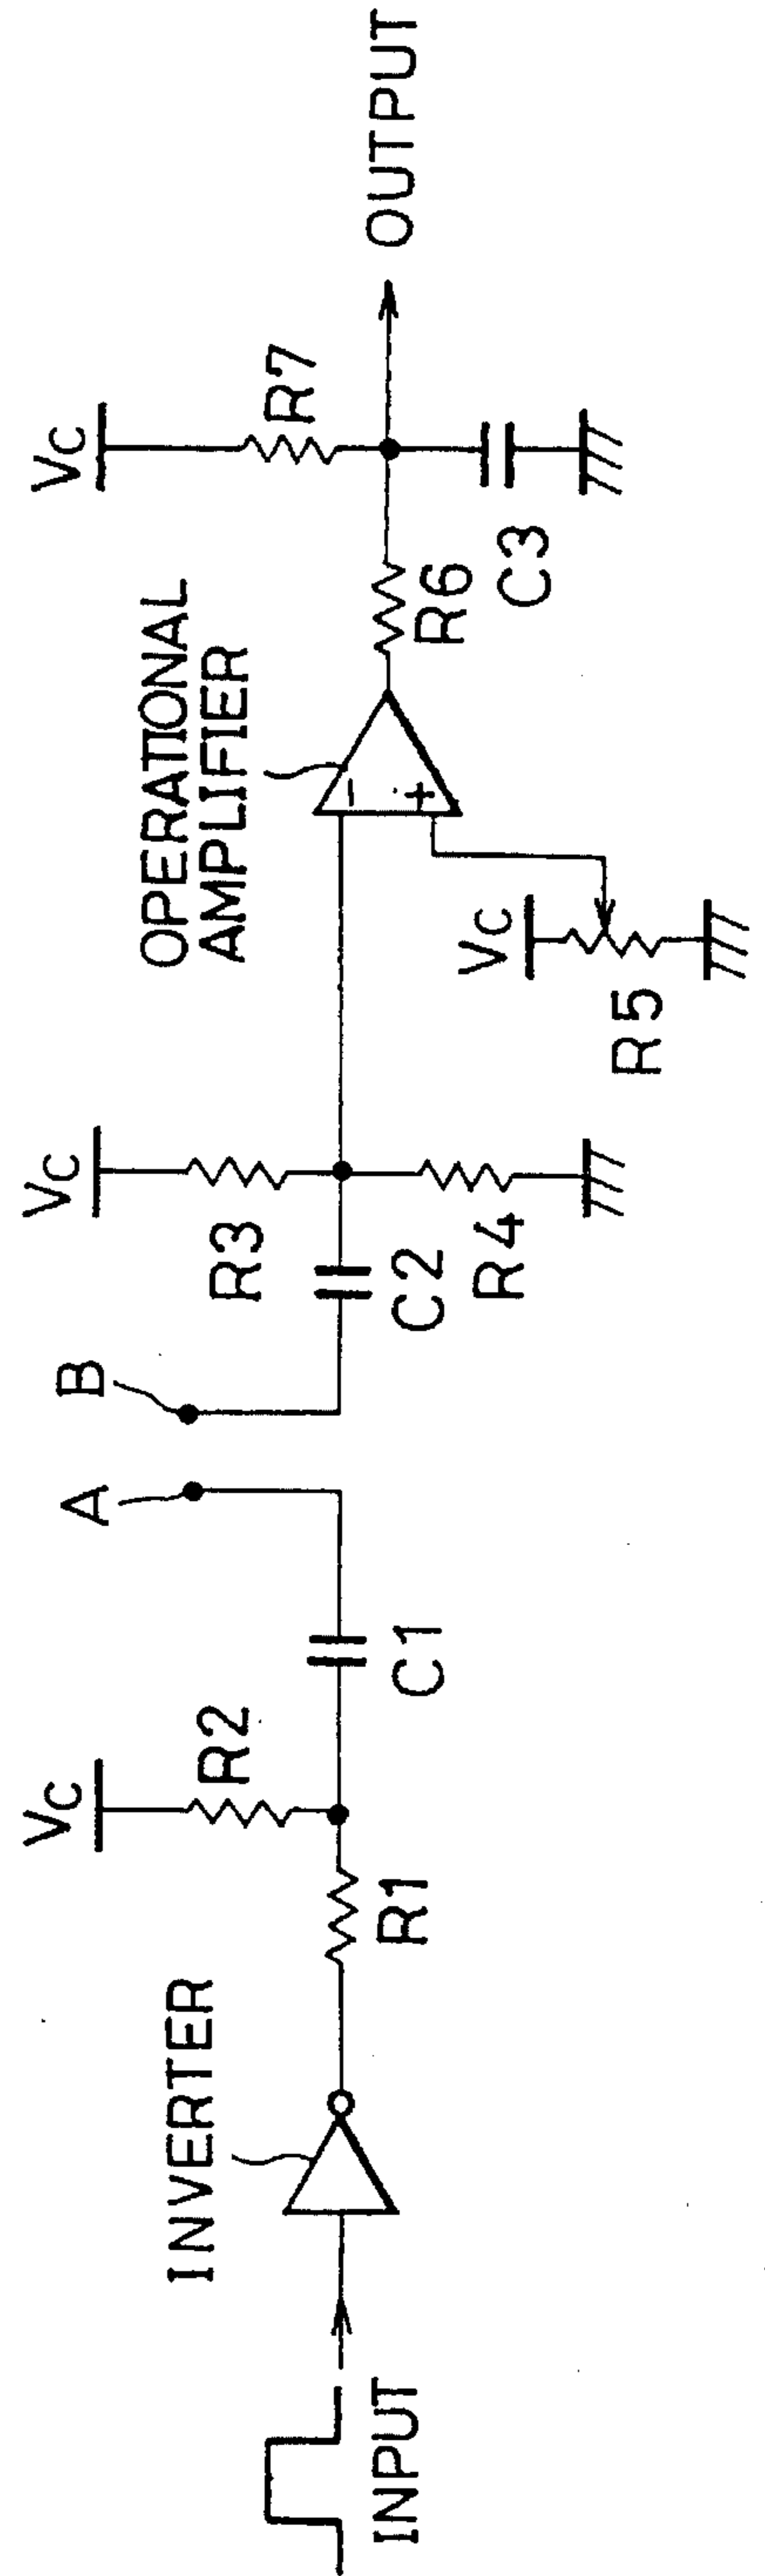 INPUT
INVERTER
R1
VC
R2
C1
A
B
C2
VC
R3
R4
OPERATIONAL
AMPLIFIER
−
+
VC
R5
R6
VC
R7
C3
OUTPUT